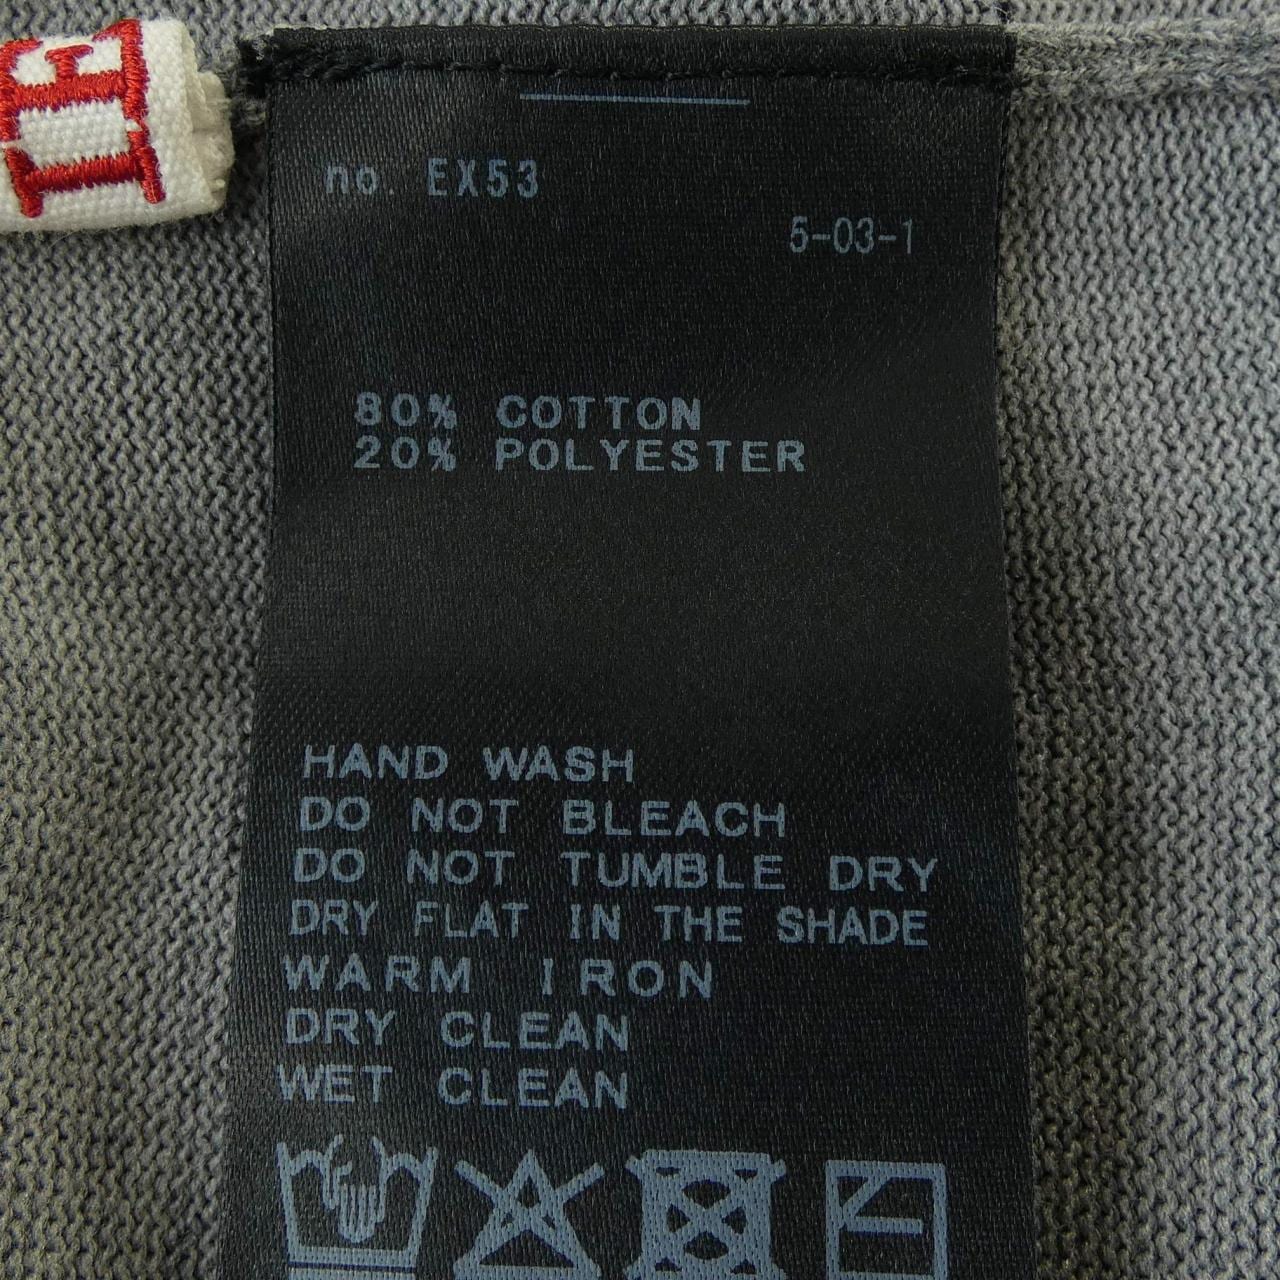 no. EX53
5-03-1
80% COTTON
20% POLYESTER
HAND WASH
DO NOT BLEACH
DO NOT TUMBLE DRY
DRY FLAT IN THE SHADE
WARM IRON
DRY CLEAN
WET CLEAN